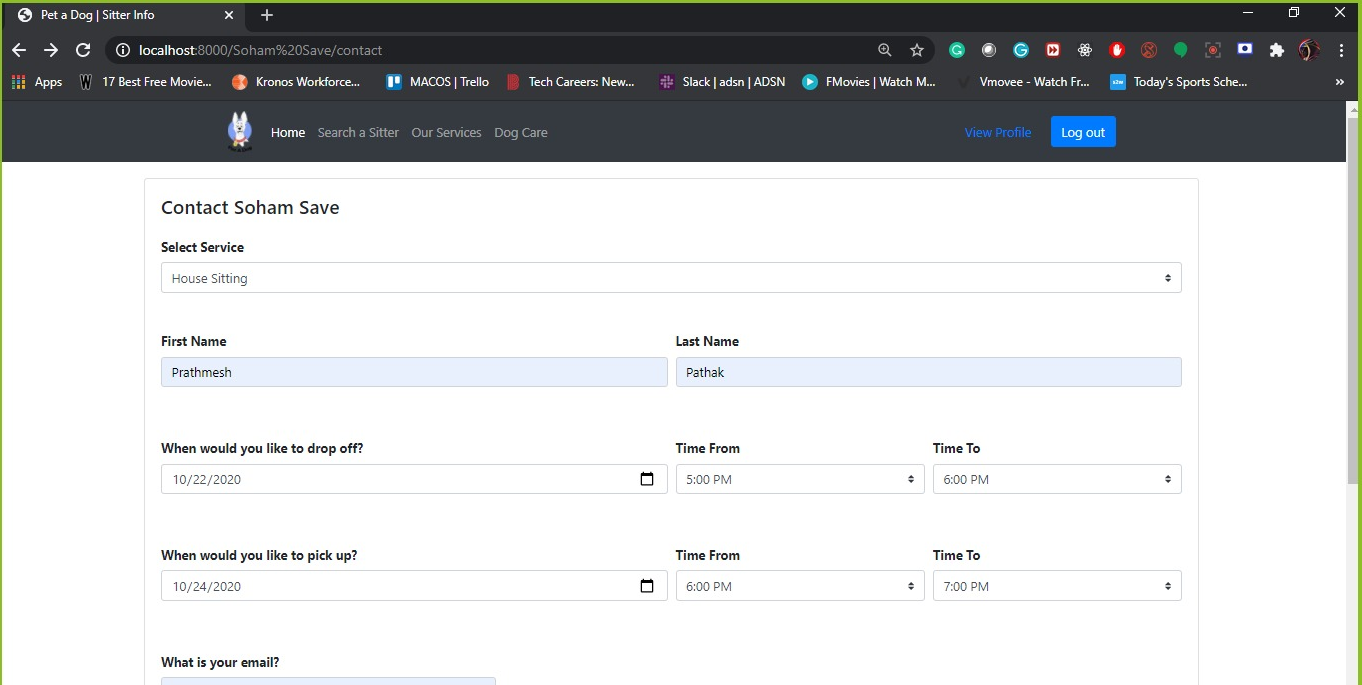 Pet a Dog | Sitter Info
localhost:8000/Soham%20Save/contact
Apps 17 Best Free Movie... Kronos Workforce... MACOS | Trello Tech Careers: New... Slack | adsn | ADSN FMovies | Watch M... Vmovee - Watch Fr... Today's Sports Sche... »
Home Search a Sitter Our Services Dog Care View Profile Log out
Contact Soham Save
Select Service
House Sitting
First Name Last Name
Prathmesh Pathak
When would you like to drop off? Time From Time To
10/22/2020 5:00 PM 6:00 PM
When would you like to pick up? Time From Time To
10/24/2020 6:00 PM 7:00 PM
What is your email?